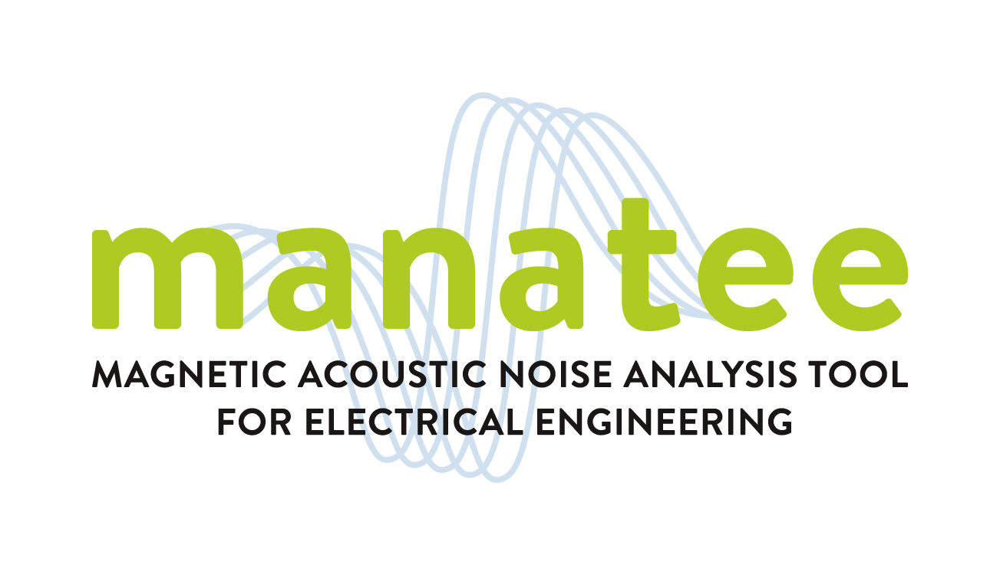 manatee
MAGNETIC ACOUSTIC NOISE ANALYSIS TOOL
FOR ELECTRICAL ENGINEERING